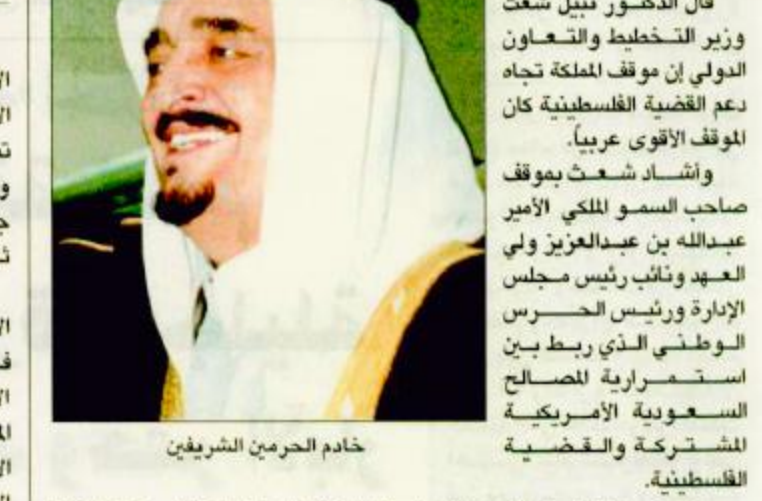 قال الدكتور نبيل شعث
وزير التخطيط والتعاون
الدولي إن موقف المملكة تجاه
دعم القضية الفلسطينية كان
الموقف الأقوى عربياً.
وأشاد شعث بموقف
صاحب السمو الملكي الأمير
عبدالله بن عبدالعزيز ولي
العهد ونائب رئيس مجلس
الإدارة ورئيس الحرس
الوطني الذي ربط بين
استمرارية المصالح
السعودية الأمريكية
المشتركة والقضية
الفلسطينية.
خادم الحرمين الشريفين